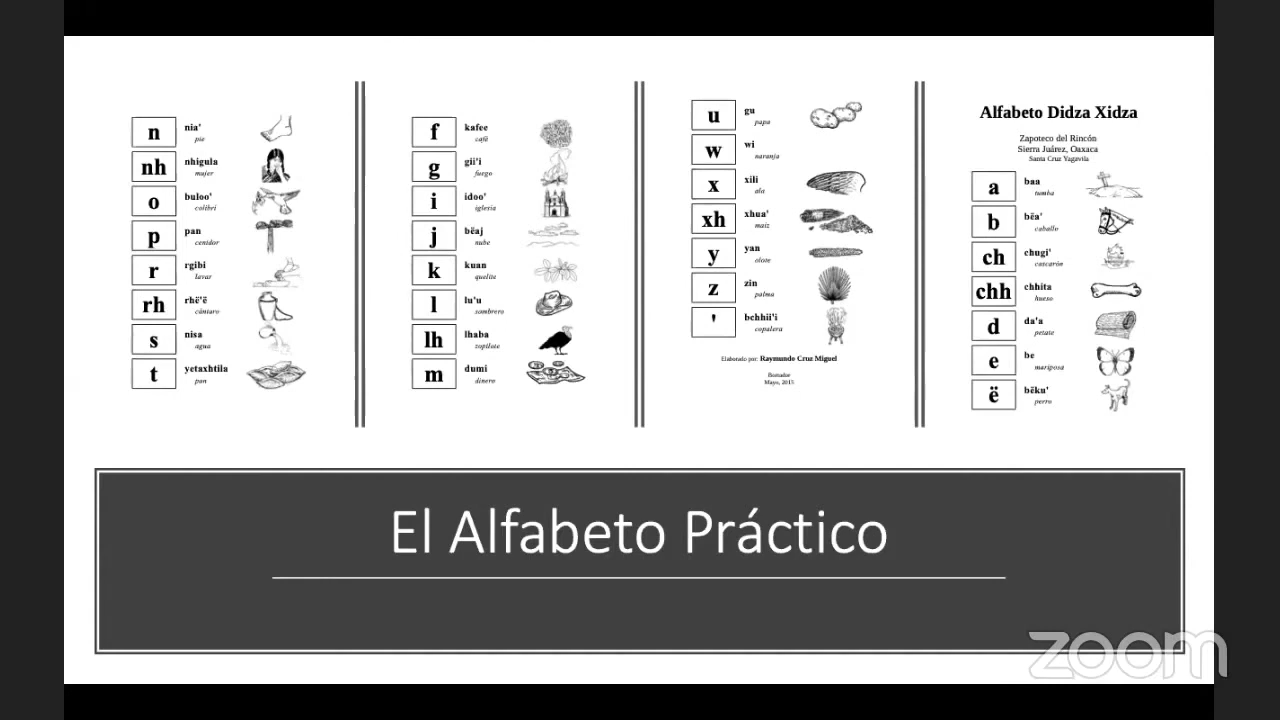 n
nia'
pie
nh
nhigula
mujer
o
buloo'
colibrí
p
pan
cenidor
r
rgibi
lavar
rh
rhë'ë
cántaro
s
nisa
agua
t
yetaxhtila
pan
f
kafee
café
g
gii'i
fuego
i
idoo'
iglesia
j
bëaj
nube
k
kuan
quelite
l
lu'u
sombrero
lh
lhaba
zopilote
m
dumi
dinero
u
gu
papa
w
wi
naranja
x
xili
ala
xh
xhua'
maíz
y
yan
olote
z
zin
palma
'
bchhii'i
copalera
Elaborado por: Raymundo Cruz Miguel
Borrador
Mayo, 2015
Alfabeto Didza Xidza
Zapoteco del Rincón
Sierra Juárez, Oaxaca
Santa Cruz Yagavila
a
baa
tumba
b
bëa'
caballo
ch
chugi'
cascarón
chh
chhita
hueso
d
da'a
petate
e
be
mariposa
ë
bëku'
perro
El Alfabeto Práctico
zoom